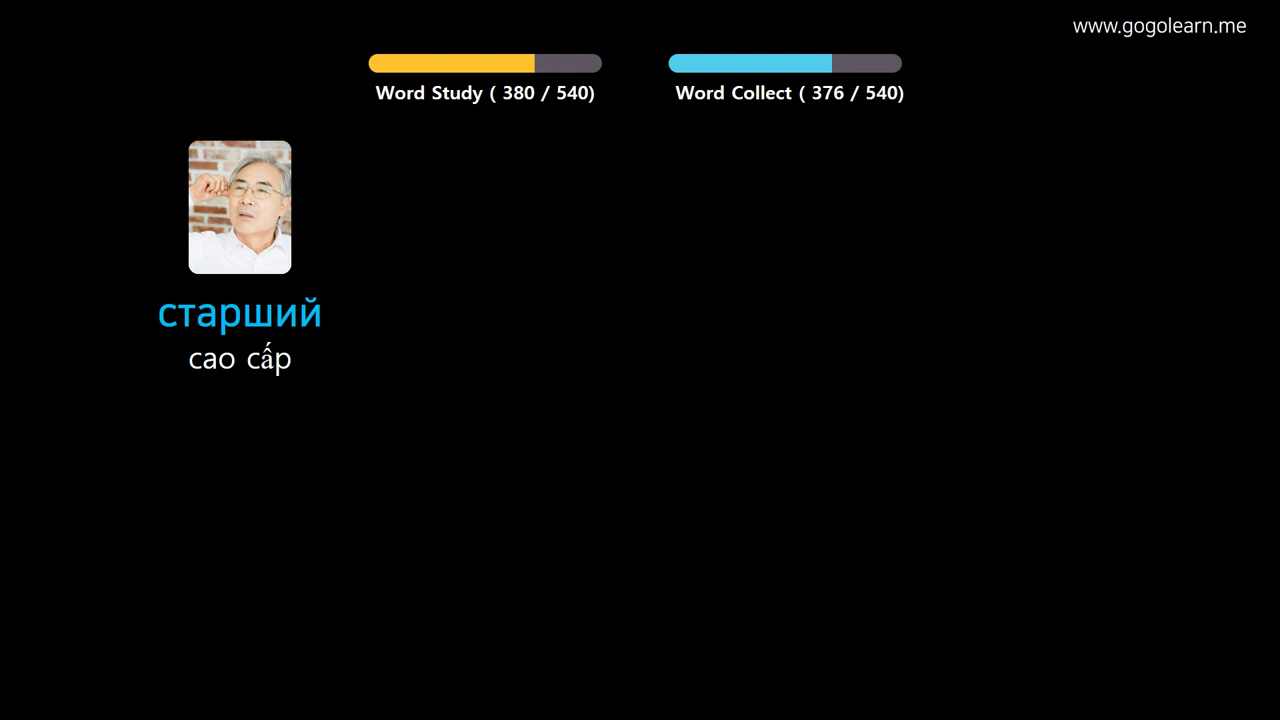 www.gogolearn.me
Word Study ( 380 / 540)
Word Collect ( 376 / 540)
старший
cao cấp